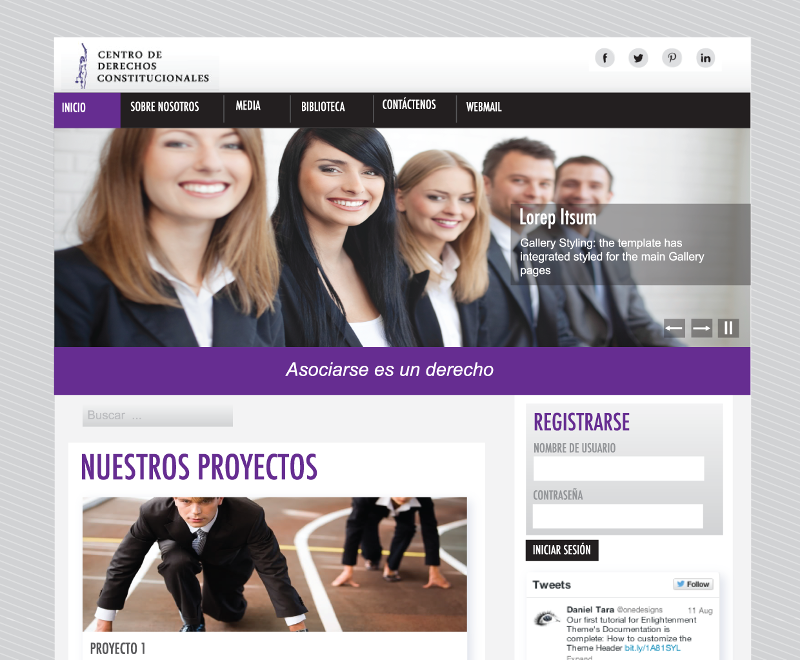 CENTRO DE
DERECHOS
CONSTITUCIONALES
INICIO
SOBRE NOSOTROS
MEDIA
BIBLIOTECA
CONTÁCTENOS
WEBMAIL
Lorep Itsum
Gallery Styling: the template has
integrated styled for the main Gallery
pages
Asociarse es un derecho
Buscar ...
NUESTROS PROYECTOS
PROYECTO 1
REGISTRARSE
NOMBRE DE USUARIO
CONTRASEÑA
INICIAR SESIÓN
Tweets
Follow
Daniel Tara @onedesigns 11 Aug
Our first tutorial for Enlightenment
Theme's Documentation is
complete: How to customize the
Theme Header bit.ly/1A81SYL
Expand